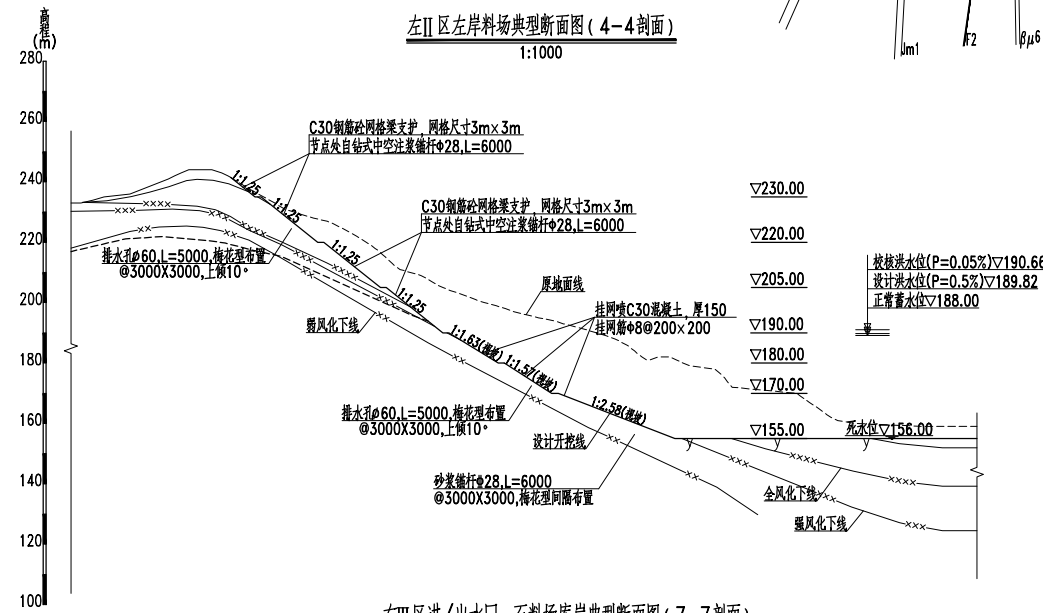 左II区左岸料场典型断面图(4-4剖面)
1:1000
Jm1
F2
βμ6
高程
(m)
280
260
240
220
200
180
160
140
120
100
C30钢筋砼网格梁支护，网格尺寸3m×3m
节点处自钻式中空注浆锚杆Φ28,L=6000
C30钢筋砼网格梁支护，网格尺寸3m×3m
节点处自钻式中空注浆锚杆Φ28,L=6000
1:1.25
1:1.25
1:1.25
1:1.25
1:1.63(视坡)
1:1.57(视坡)
1:2.58(视坡)
排水孔Ø60,L=5000,梅花型布置
@3000X3000,上倾10°
弱风化下线
原地面线
挂网喷C30混凝土，厚150
挂网筋Φ8@200×200
排水孔Ø60,L=5000,梅花型布置
@3000X3000,上倾10°
设计开挖线
砂浆锚杆Φ28,L=6000
@3000X3000,梅花型间隔布置
全风化下线
强风化下线
▽230.00
▽220.00
▽205.00
▽190.00
▽180.00
▽170.00
▽155.00
死水位▽156.00
校核洪水位(P=0.05%)▽190.66
设计洪水位(P=0.5%)▽189.82
正常蓄水位▽188.00